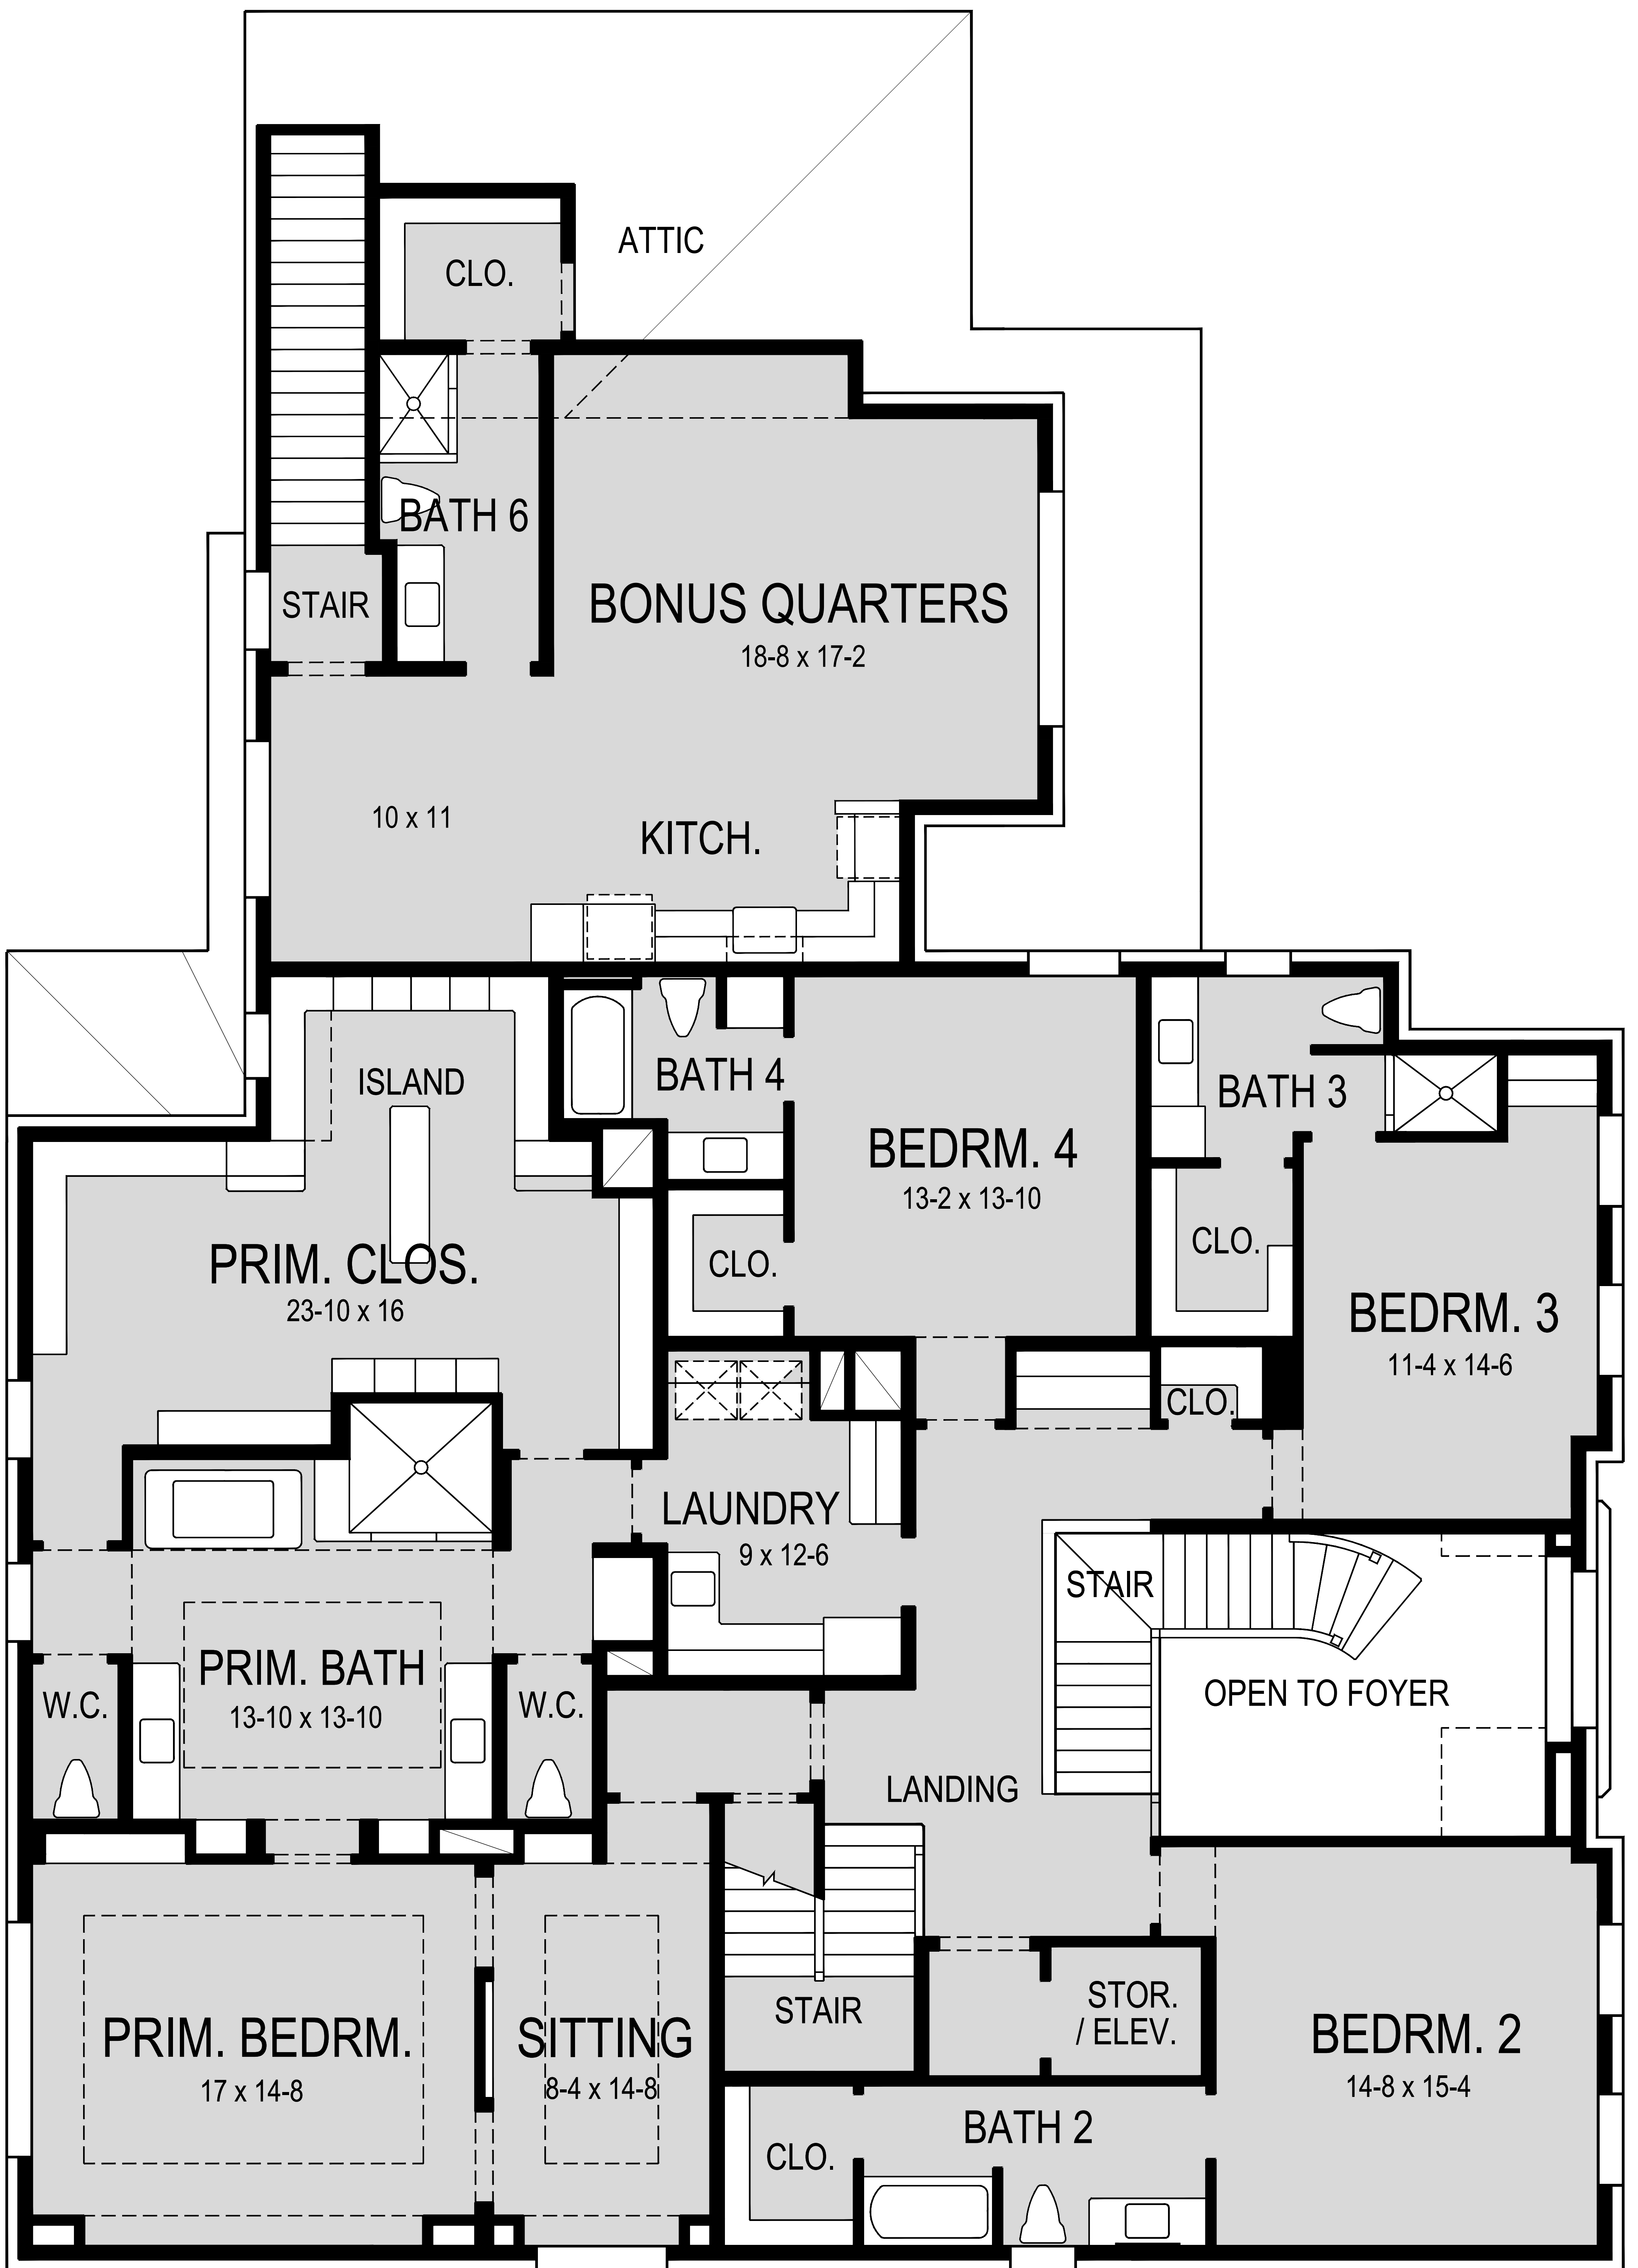 ATTIC
CLO.
BATH 6
STAIR
BONUS QUARTERS
18-8 x 17-2
10 x 11
KITCH.
ISLAND
BATH 4
BATH 3
BEDRM. 4
13-2 x 13-10
CLO.
CLO.
PRIM. CLOS.
23-10 x 16
BEDRM. 3
11-4 x 14-6
CLO.
LAUNDRY
9 x 12-6
STAIR
PRIM. BATH
13-10 x 13-10
W.C.
W.C.
OPEN TO FOYER
LANDING
STAIR
STOR.
/ ELEV.
PRIM. BEDRM.
17 x 14-8
SITTING
8-4 x 14-8
BEDRM. 2
14-8 x 15-4
BATH 2
CLO.